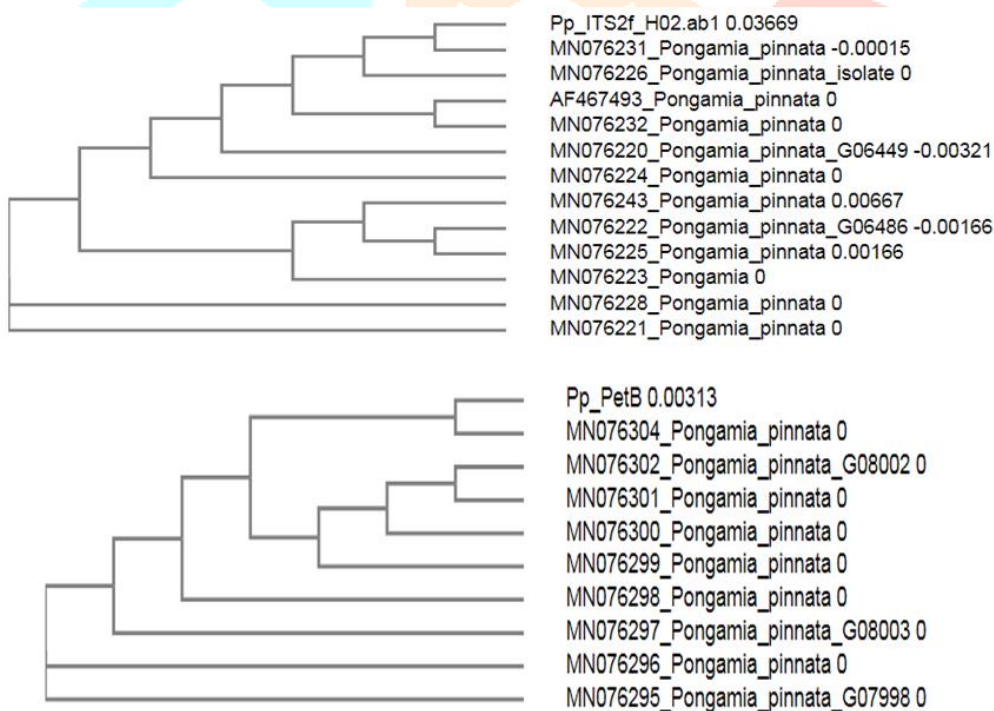 Pp_ITS2f_H02.ab1 0.03669
MN076231_Pongamia_pinnata -0.00015
MN076226_Pongamia_pinnata_isolate 0
AF467493_Pongamia_pinnata 0
MN076232_Pongamia_pinnata 0
MN076220_Pongamia_pinnata_G06449 -0.00321
MN076224_Pongamia_pinnata 0
MN076243_Pongamia_pinnata 0.00667
MN076222_Pongamia_pinnata_G06486 -0.00166
MN076225_Pongamia_pinnata 0.00166
MN076223_Pongamia 0
MN076228_Pongamia_pinnata 0
MN076221_Pongamia_pinnata 0
Pp_PetB 0.00313
MN076304_Pongamia_pinnata 0
MN076302_Pongamia_pinnata_G08002 0
MN076301_Pongamia_pinnata 0
MN076300_Pongamia_pinnata 0
MN076299_Pongamia_pinnata 0
MN076298_Pongamia_pinnata 0
MN076297_Pongamia_pinnata_G08003 0
MN076296_Pongamia_pinnata 0
MN076295_Pongamia_pinnata_G07998 0